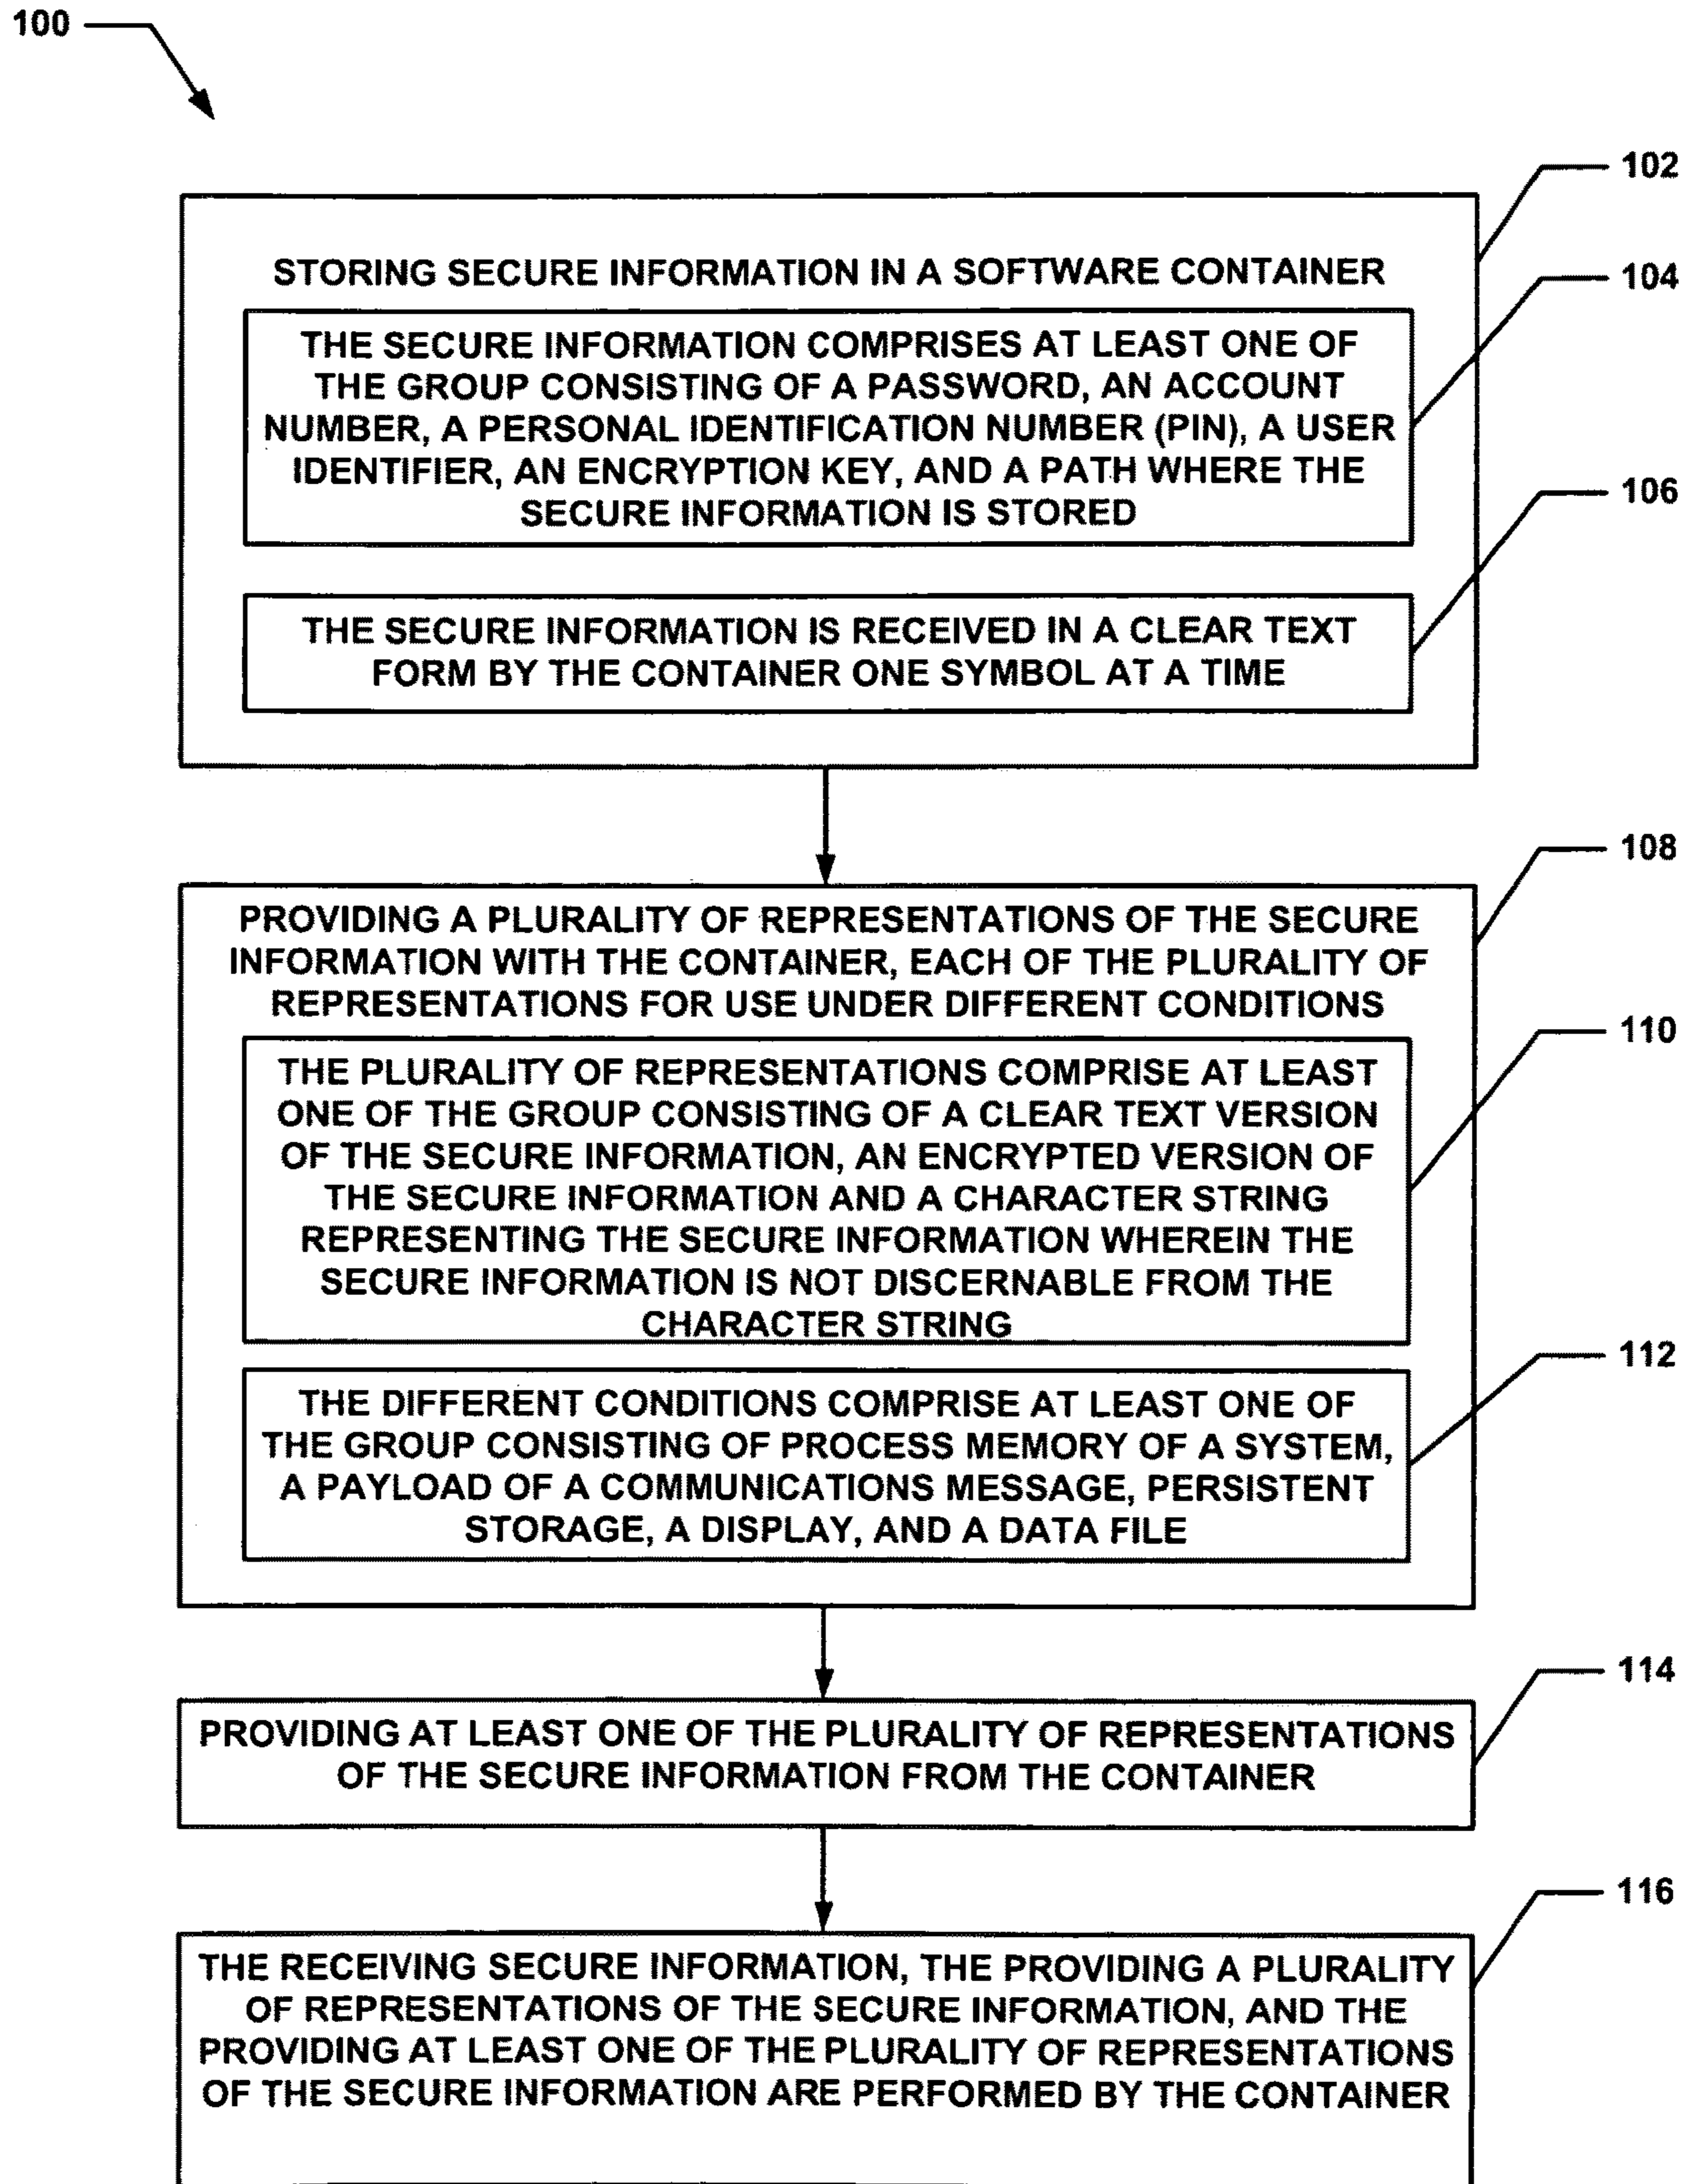 100
102
STORING SECURE INFORMATION IN A SOFTWARE CONTAINER
104
THE SECURE INFORMATION COMPRISES AT LEAST ONE OF
THE GROUP CONSISTING OF A PASSWORD, AN ACCOUNT
NUMBER, A PERSONAL IDENTIFICATION NUMBER (PIN), A USER
IDENTIFIER, AN ENCRYPTION KEY, AND A PATH WHERE THE
SECURE INFORMATION IS STORED
106
THE SECURE INFORMATION IS RECEIVED IN A CLEAR TEXT
FORM BY THE CONTAINER ONE SYMBOL AT A TIME
108
PROVIDING A PLURALITY OF REPRESENTATIONS OF THE SECURE
INFORMATION WITH THE CONTAINER, EACH OF THE PLURALITY OF
REPRESENTATIONS FOR USE UNDER DIFFERENT CONDITIONS
110
THE PLURALITY OF REPRESENTATIONS COMPRISE AT LEAST
ONE OF THE GROUP CONSISTING OF A CLEAR TEXT VERSION
OF THE SECURE INFORMATION, AN ENCRYPTED VERSION OF
THE SECURE INFORMATION AND A CHARACTER STRING
REPRESENTING THE SECURE INFORMATION WHEREIN THE
SECURE INFORMATION IS NOT DISCERNABLE FROM THE
CHARACTER STRING
112
THE DIFFERENT CONDITIONS COMPRISE AT LEAST ONE OF
THE GROUP CONSISTING OF PROCESS MEMORY OF A SYSTEM,
A PAYLOAD OF A COMMUNICATIONS MESSAGE, PERSISTENT
STORAGE, A DISPLAY, AND A DATA FILE
114
PROVIDING AT LEAST ONE OF THE PLURALITY OF REPRESENTATIONS
OF THE SECURE INFORMATION FROM THE CONTAINER
116
THE RECEIVING SECURE INFORMATION, THE PROVIDING A PLURALITY
OF REPRESENTATIONS OF THE SECURE INFORMATION, AND THE
PROVIDING AT LEAST ONE OF THE PLURALITY OF REPRESENTATIONS
OF THE SECURE INFORMATION ARE PERFORMED BY THE CONTAINER